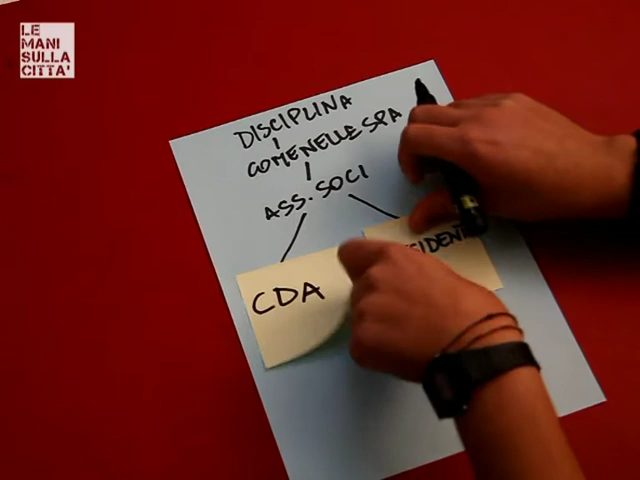 LE
MANI
SULLA
CITTA'
DISCIPLINA
COME NELLE SPA
ASS. SOCI
CDA